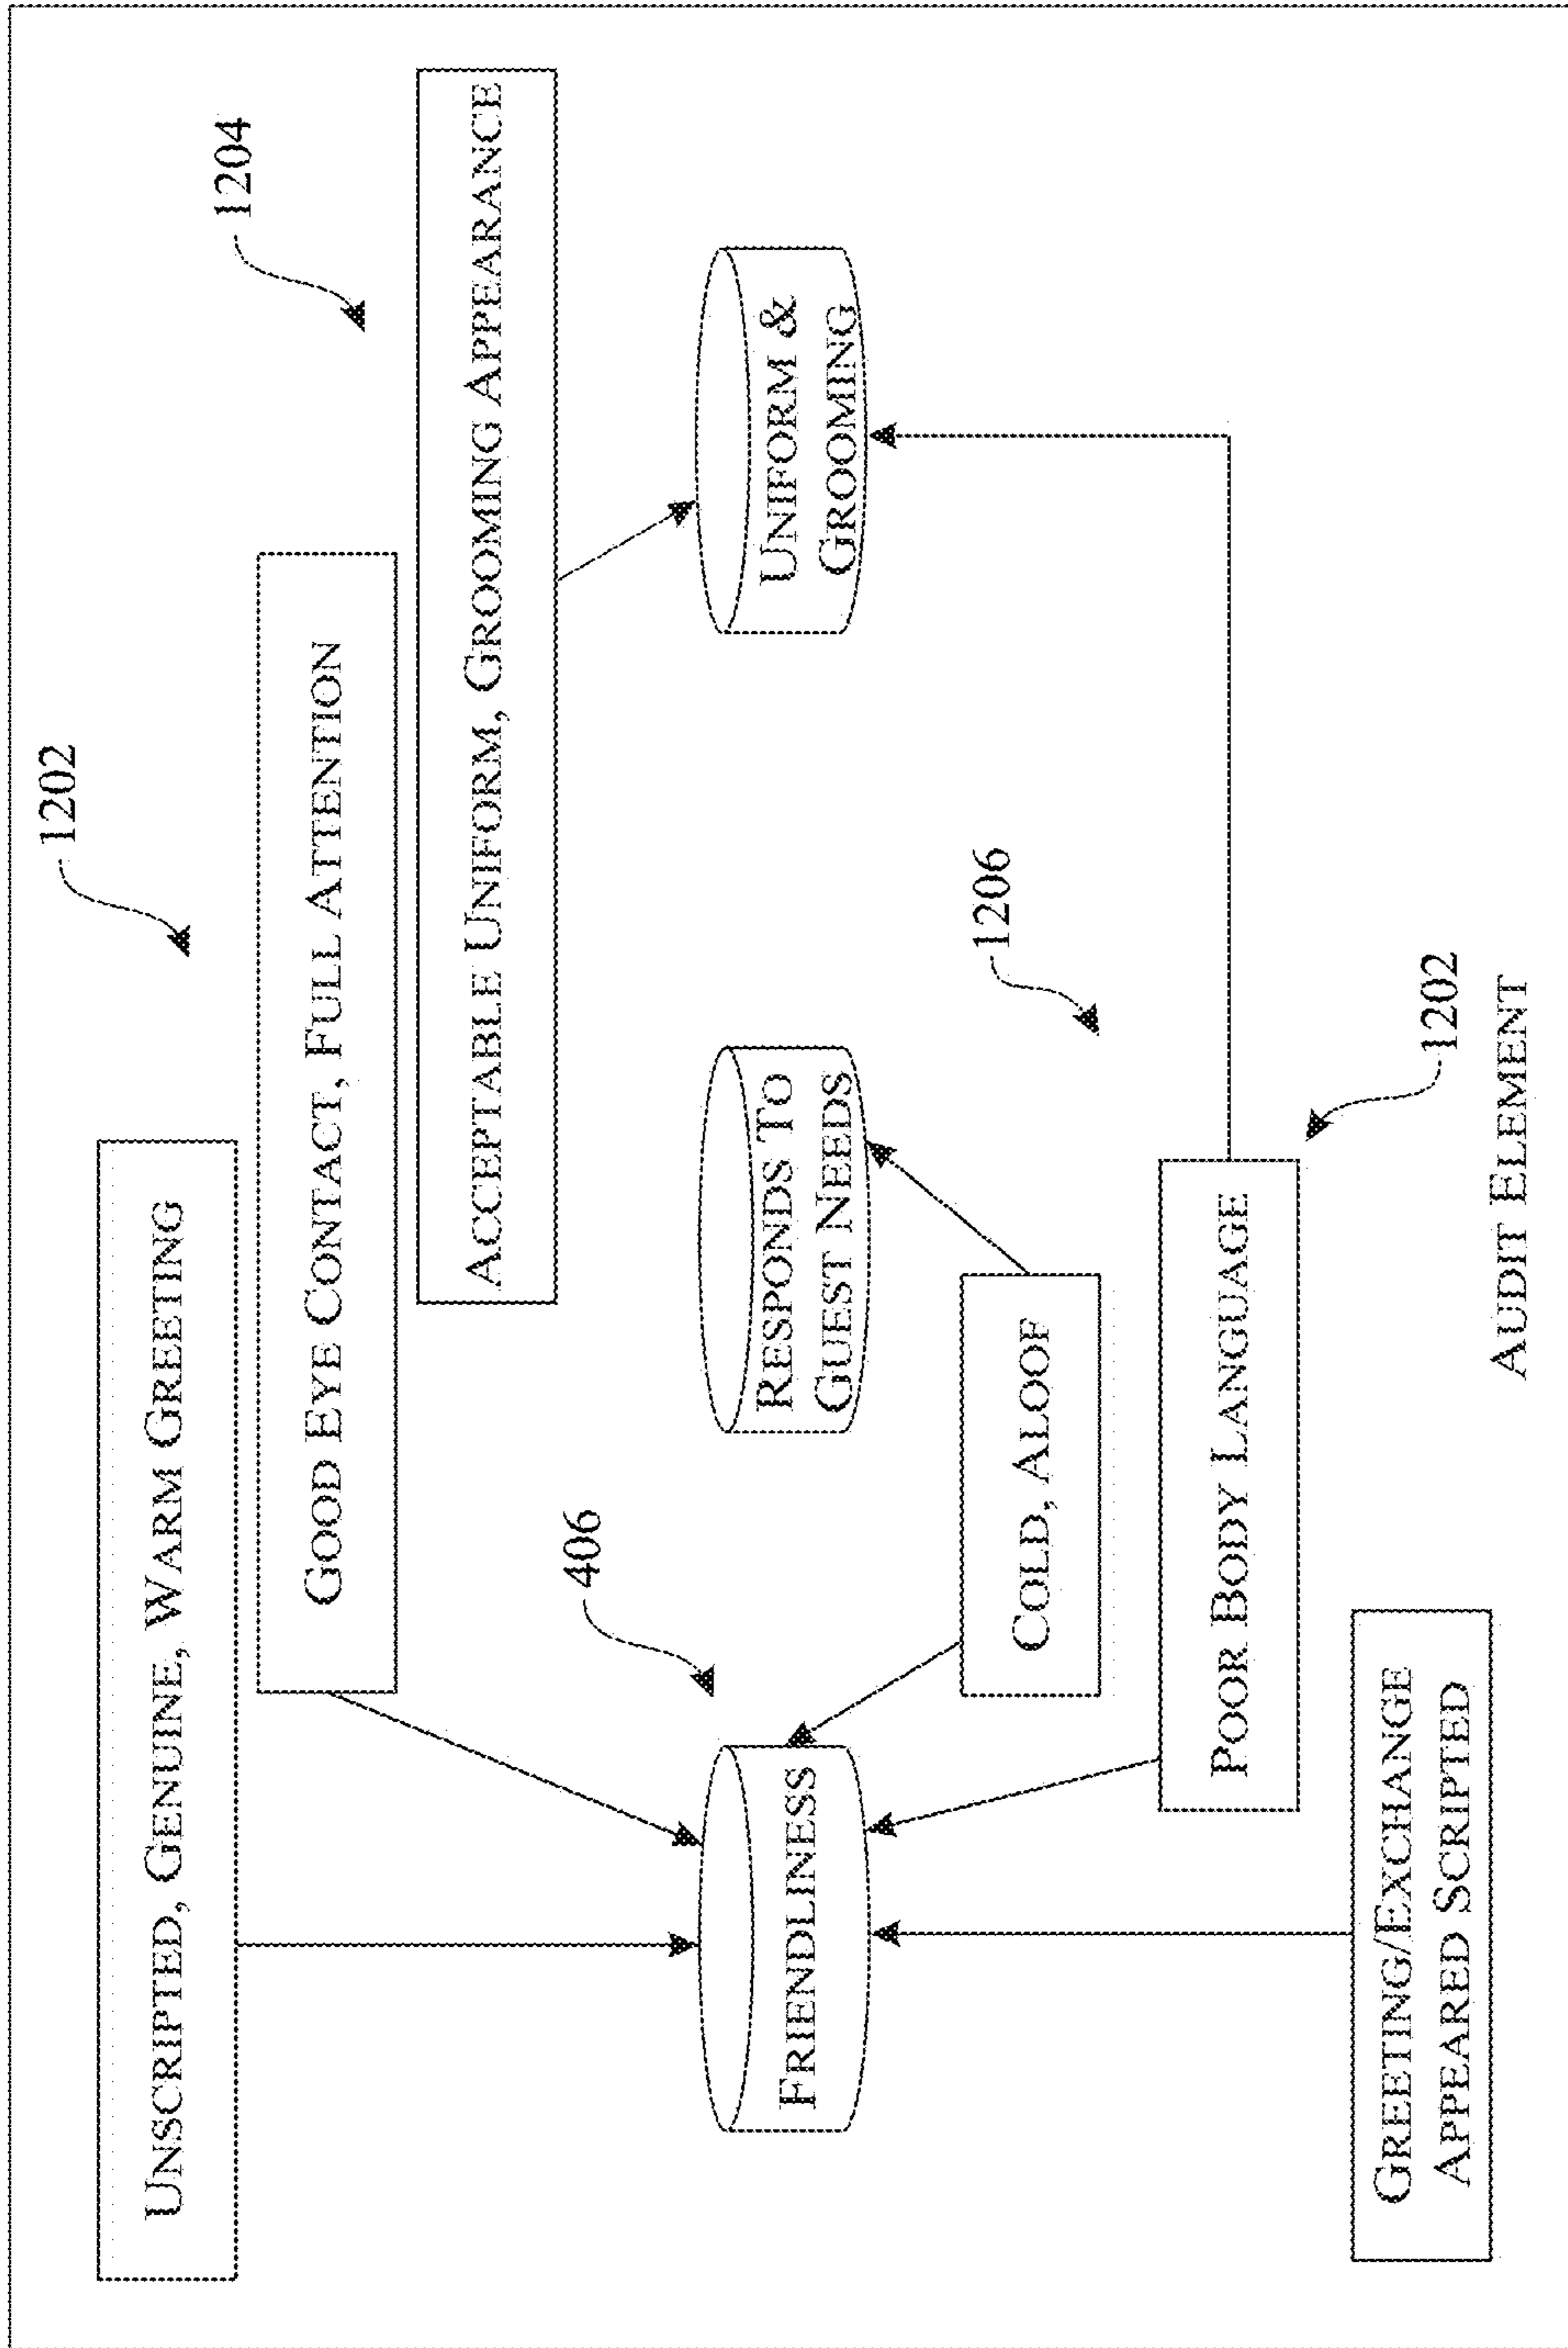 1202
1204
UNSCRIPTED, GENUINE, WARM GREETING
GOOD EYE CONTACT, FULL ATTENTION
ACCEPTABLE UNIFORM, GROOMING APPEARANCE
406
FRIENDLINESS
RESPONDS TO
GUEST NEEDS
UNIFORM &
GROOMING
1206
COLD, ALOOF
POOR BODY LANGUAGE
1202
GREETING/EXCHANGE
APPEARED SCRIPTED
AUDIT ELEMENT